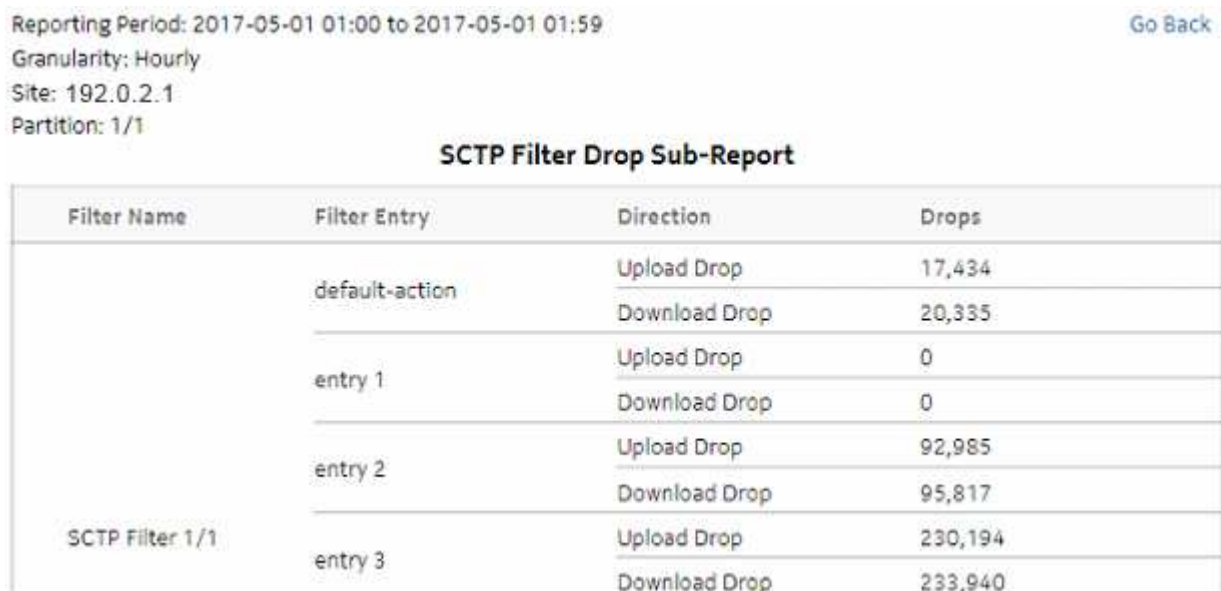 Reporting Period: 2017-05-01 01:00 to 2017-05-01 01:59
Go Back
Granularity: Hourly
Site: 192.0.2.1
Partition: 1/1
SCTP Filter Drop Sub-Report
Filter Name Filter Entry Direction Drops
default-action
Upload Drop 17,434
Download Drop 20,335
entry 1
Upload Drop 0
Download Drop 0
entry 2
Upload Drop 92,985
Download Drop 95,817
SCTP Filter 1/1
entry 3
Upload Drop 230,194
Download Drop 233,940